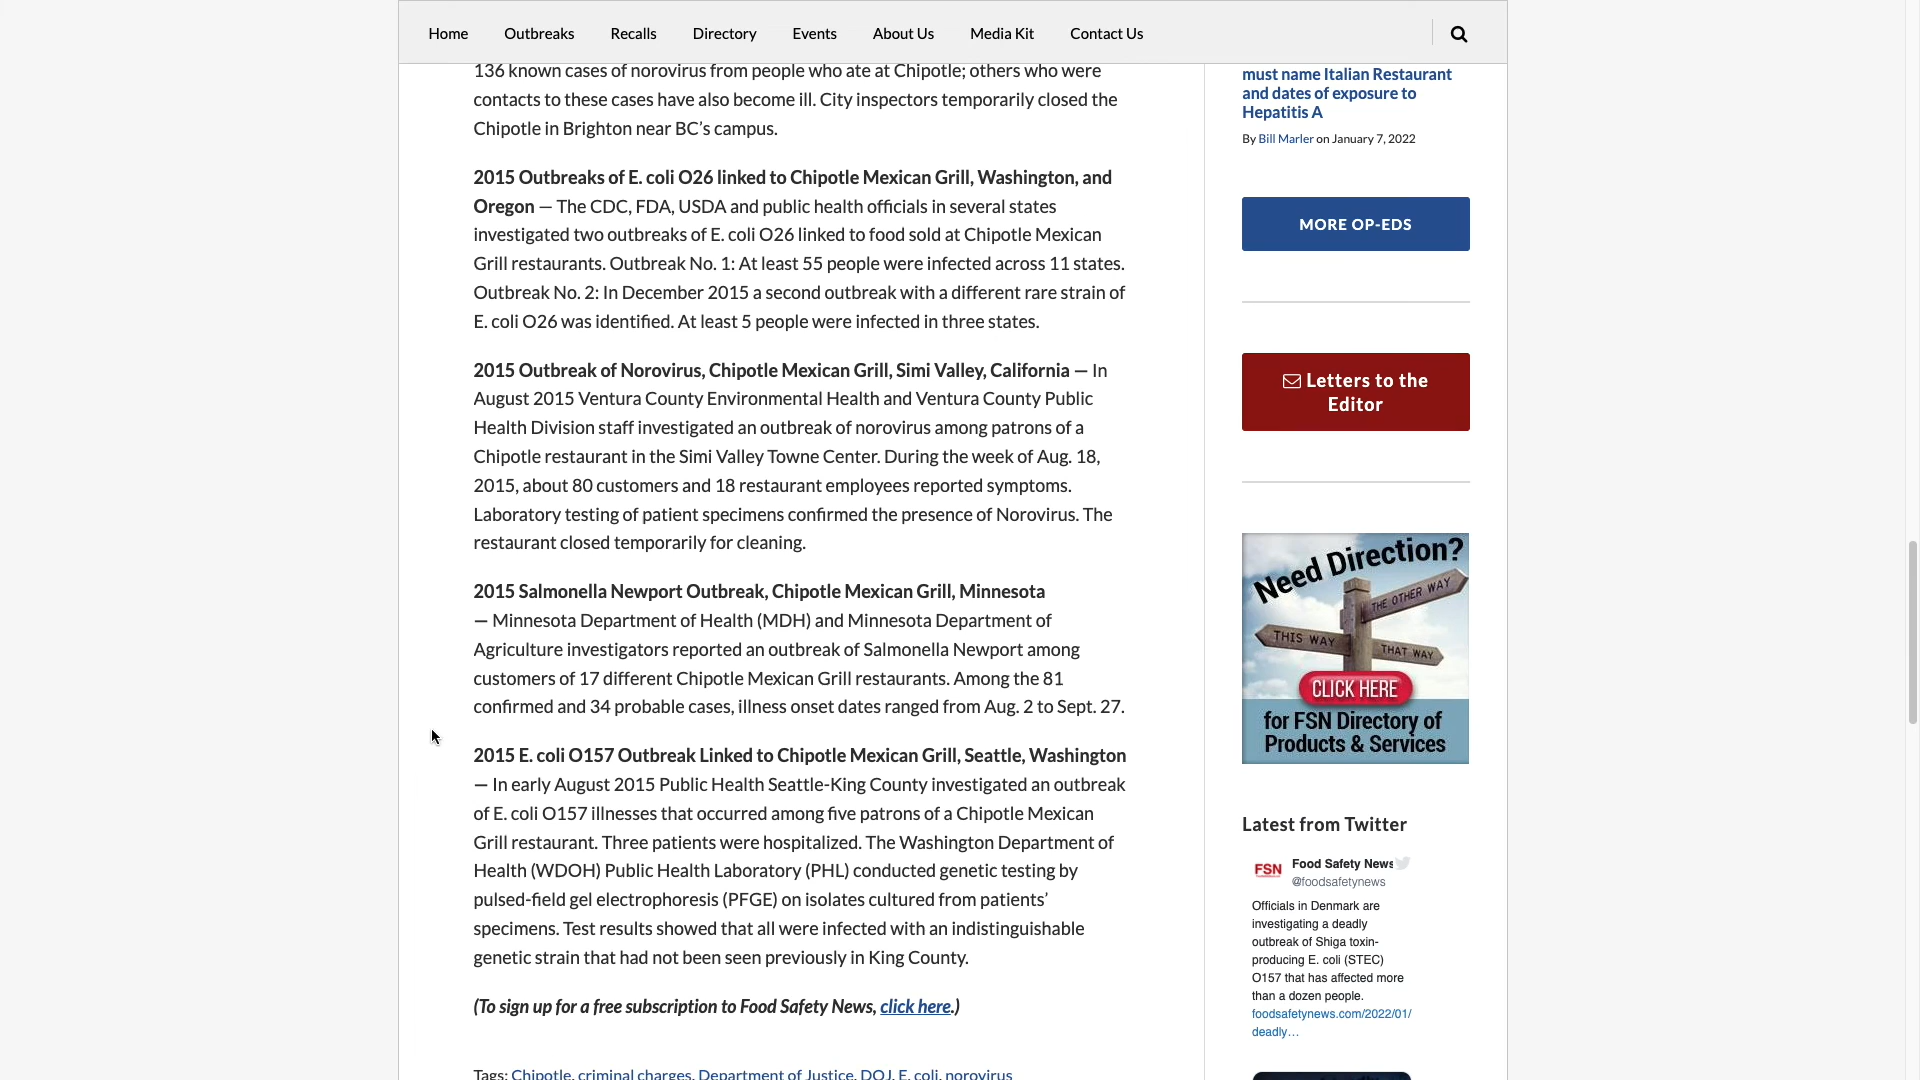 Home Outbreaks Recalls Directory Events About Us Media Kit Contact Us
136 known cases of norovirus from people who ate at Chipotle; others who were
contacts to these cases have also become ill. City inspectors temporarily closed the
Chipotle in Brighton near BC’s campus.
2015 Outbreaks of E. coli O26 linked to Chipotle Mexican Grill, Washington, and
Oregon — The CDC, FDA, USDA and public health officials in several states
investigated two outbreaks of E. coli O26 linked to food sold at Chipotle Mexican
Grill restaurants. Outbreak No. 1: At least 55 people were infected across 11 states.
Outbreak No. 2: In December 2015 a second outbreak with a different rare strain of
E. coli O26 was identified. At least 5 people were infected in three states.
2015 Outbreak of Norovirus, Chipotle Mexican Grill, Simi Valley, California — In
August 2015 Ventura County Environmental Health and Ventura County Public
Health Division staff investigated an outbreak of norovirus among patrons of a
Chipotle restaurant in the Simi Valley Towne Center. During the week of Aug. 18,
2015, about 80 customers and 18 restaurant employees reported symptoms.
Laboratory testing of patient specimens confirmed the presence of Norovirus. The
restaurant closed temporarily for cleaning.
2015 Salmonella Newport Outbreak, Chipotle Mexican Grill, Minnesota
— Minnesota Department of Health (MDH) and Minnesota Department of
Agriculture investigators reported an outbreak of Salmonella Newport among
customers of 17 different Chipotle Mexican Grill restaurants. Among the 81
confirmed and 34 probable cases, illness onset dates ranged from Aug. 2 to Sept. 27.
2015 E. coli O157 Outbreak Linked to Chipotle Mexican Grill, Seattle, Washington
— In early August 2015 Public Health Seattle-King County investigated an outbreak
of E. coli O157 illnesses that occurred among five patrons of a Chipotle Mexican
Grill restaurant. Three patients were hospitalized. The Washington Department of
Health (WDOH) Public Health Laboratory (PHL) conducted genetic testing by
pulsed-field gel electrophoresis (PFGE) on isolates cultured from patients’
specimens. Test results showed that all were infected with an indistinguishable
genetic strain that had not been seen previously in King County.
(To sign up for a free subscription to Food Safety News, click here.)
Tags: Chipotle, criminal charges, Department of Justice, DOJ, E. coli, norovirus
must name Italian Restaurant
and dates of exposure to
Hepatitis A
By Bill Marler on January 7, 2022
MORE OP-EDS
Letters to the
Editor
Need Direction?
THE OTHER WAY
THIS WAY
THAT WAY
CLICK HERE
for FSN Directory of
Products & Services
Latest from Twitter
FSN Food Safety News
@foodsafetynews
Officials in Denmark are
investigating a deadly
outbreak of Shiga toxin-
producing E. coli (STEC)
O157 that has affected more
than a dozen people.
foodsafetynews.com/2022/01/
deadly…